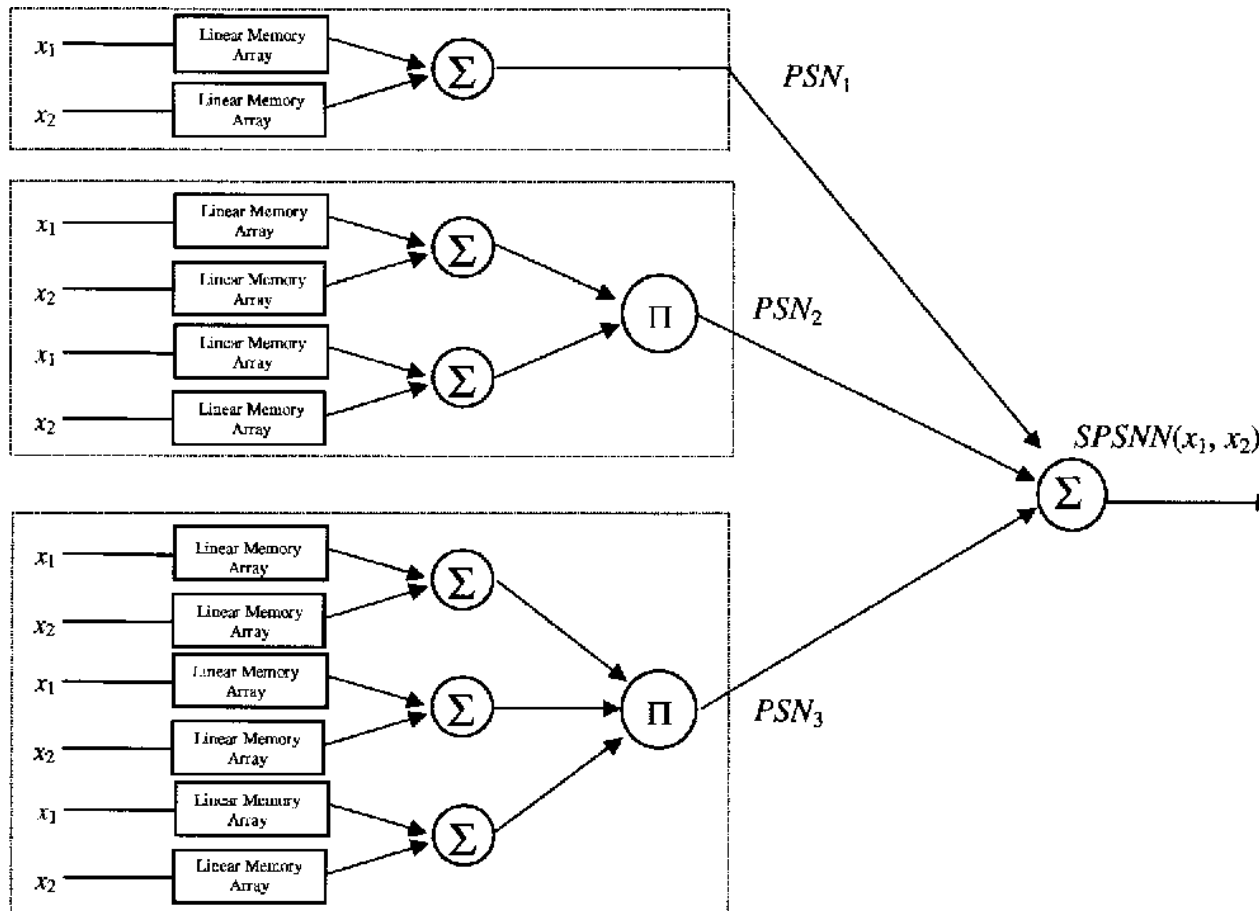 x₁ Linear Memory Array
Σ
PSN₁
x₂ Linear Memory Array
x₁ Linear Memory Array
Σ
x₂ Linear Memory Array
Π
PSN₂
x₁ Linear Memory Array
Σ
x₂ Linear Memory Array
SPSNN(x₁, x₂)
Σ
x₁ Linear Memory Array
Σ
x₂ Linear Memory Array
x₁ Linear Memory Array
Σ
Π
PSN₃
x₂ Linear Memory Array
x₁ Linear Memory Array
Σ
x₂ Linear Memory Array